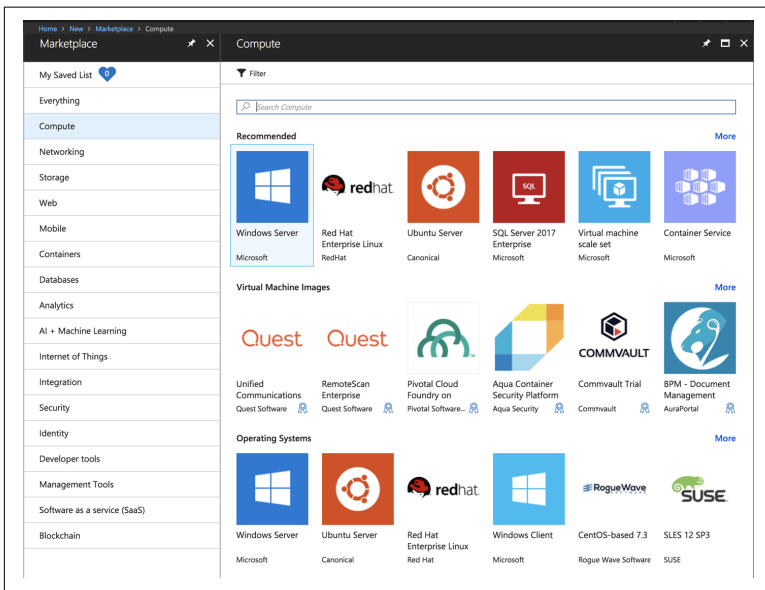 Home > New > Marketplace > Compute
Marketplace
My Saved List 0
Everything
Compute
Networking
Storage
Web
Mobile
Containers
Databases
Analytics
AI + Machine Learning
Internet of Things
Integration
Security
Identity
Developer tools
Management Tools
Software as a service (SaaS)
Blockchain
Compute
Filter
Search Compute
Recommended More
redhat.
SQL
Windows Server
Microsoft
Red Hat
Enterprise Linux
RedHat
Ubuntu Server
Canonical
SQL Server 2017
Enterprise
Microsoft
Virtual machine
scale set
Microsoft
Container Service
Microsoft
Virtual Machine Images More
Quest
Unified
Communications
Quest Software
Quest
RemoteScan
Enterprise
Quest Software
Pivotal Cloud
Foundry on
Pivotal Software...
Aqua Container
Security Platform
Aqua Security
COMMVAULT
Commvault Trial
Commvault
BPM - Document
Management
AuraPortal
Operating Systems More
Windows Server
Microsoft
Ubuntu Server
Canonical
redhat.
Red Hat
Enterprise Linux
Red Hat
Windows Client
Microsoft
RogueWave
SOFTWARE
CentOS-based 7.3
Rogue Wave Software
SUSE
SLES 12 SP3
SUSE